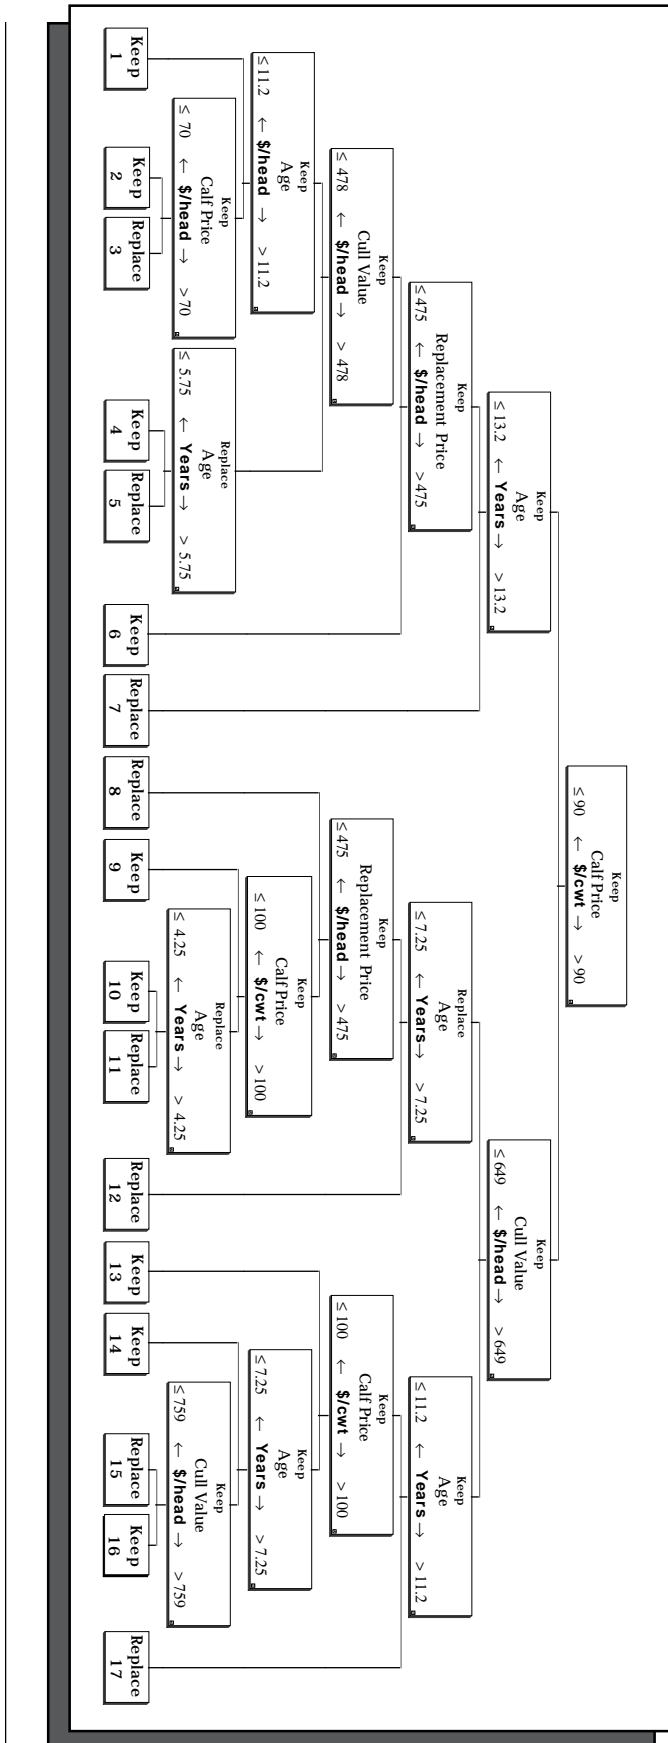 Keep
Calf Price
≤ 90 ← $/cwt → > 90
Keep
Age
≤ 13.2 ← Years → > 13.2
Keep
Cull Value
≤ 649 ← $/head → > 649
Keep
Replacement Price
≤ 475 ← $/head → > 475
Replace
Age
≤ 7.25 ← Years → > 7.25
Keep
Age
≤ 11.2 ← Years → > 11.2
Keep
Cull Value
≤ 478 ← $/head → > 478
Keep
Replacement Price
≤ 475 ← $/head → > 475
Keep
Calf Price
≤ 100 ← $/cwt → > 100
Keep
Age
≤ 11.2 ← $/head → > 11.2
Keep
Calf Price
≤ 100 ← $/cwt → > 100
Keep
Age
≤ 7.25 ← Years → > 7.25
Keep
Calf Price
≤ 70 ← $/head → > 70
Replace
Age
≤ 5.75 ← Years → > 5.75
Replace
Age
≤ 4.25 ← Years → > 4.25
Keep
Cull Value
≤ 759 ← $/head → > 759
Keep
1
Keep
2
Replace
3
Keep
4
Replace
5
Keep
6
Replace
7
Replace
8
Keep
9
Keep
10
Replace
11
Replace
12
Keep
13
Keep
14
Replace
15
Keep
16
Replace
17